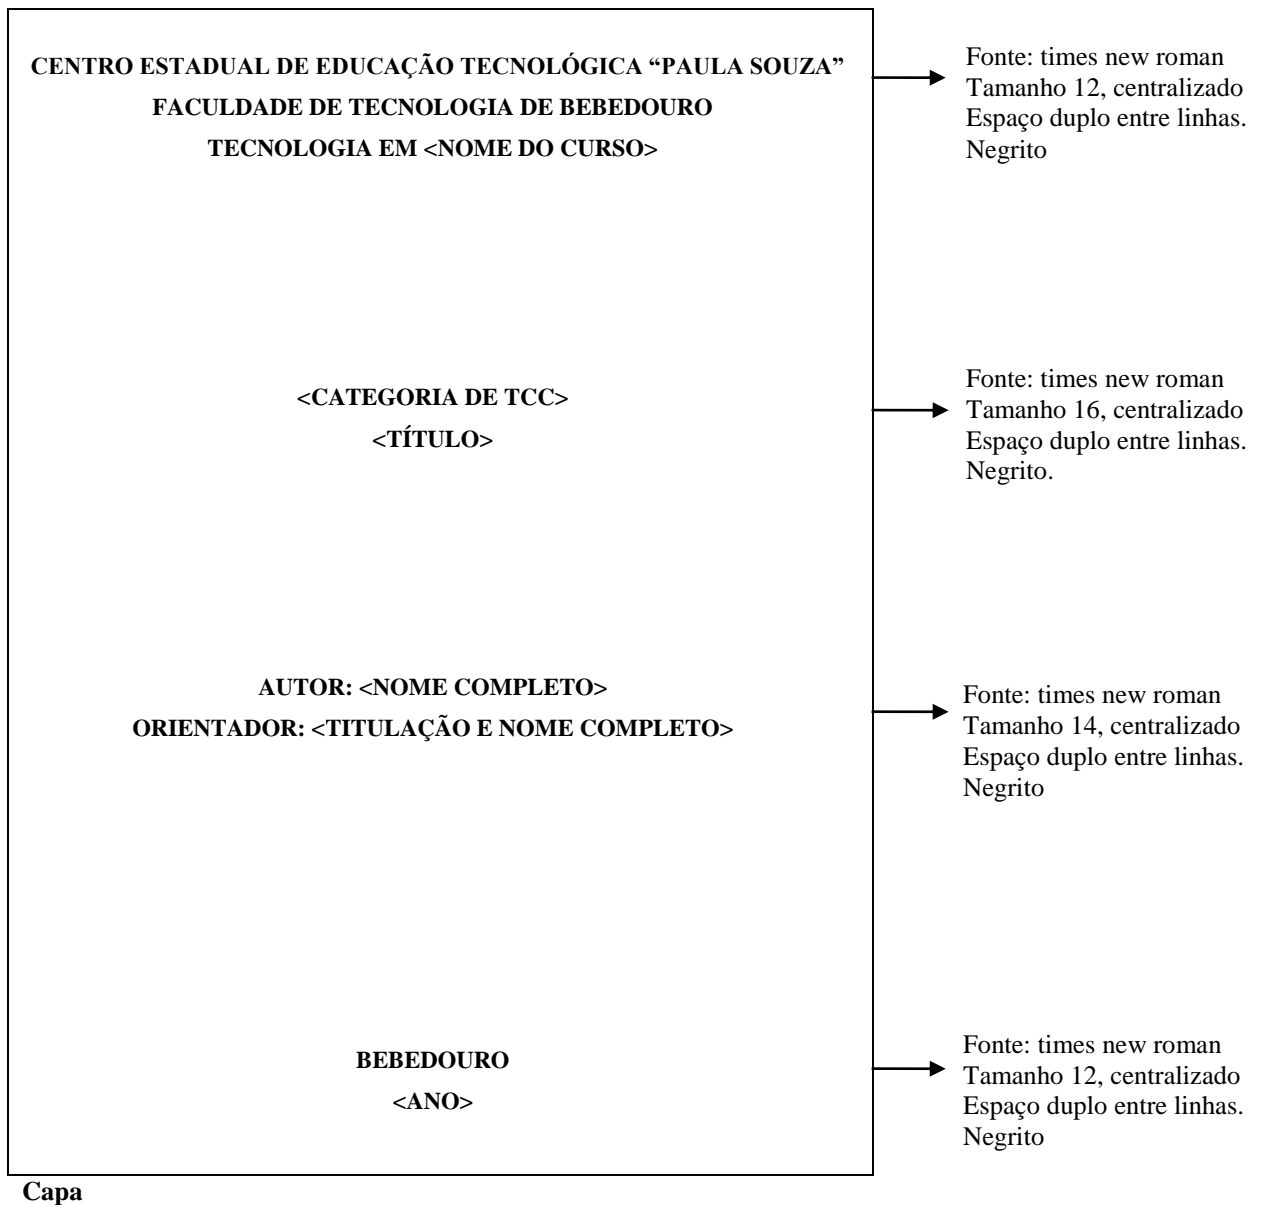 CENTRO ESTADUAL DE EDUCAÇÃO TECNOLÓGICA “PAULA SOUZA”
FACULDADE DE TECNOLOGIA DE BEBEDOURO
TECNOLOGIA EM <NOME DO CURSO>
Fonte: times new roman
Tamanho 12, centralizado
Espaço duplo entre linhas.
Negrito
<CATEGORIA DE TCC>
<TÍTULO>
Fonte: times new roman
Tamanho 16, centralizado
Espaço duplo entre linhas.
Negrito.
AUTOR: <NOME COMPLETO>
ORIENTADOR: <TITULAÇÃO E NOME COMPLETO>
Fonte: times new roman
Tamanho 14, centralizado
Espaço duplo entre linhas.
Negrito
BEBEDOURO
<ANO>
Fonte: times new roman
Tamanho 12, centralizado
Espaço duplo entre linhas.
Negrito
Capa